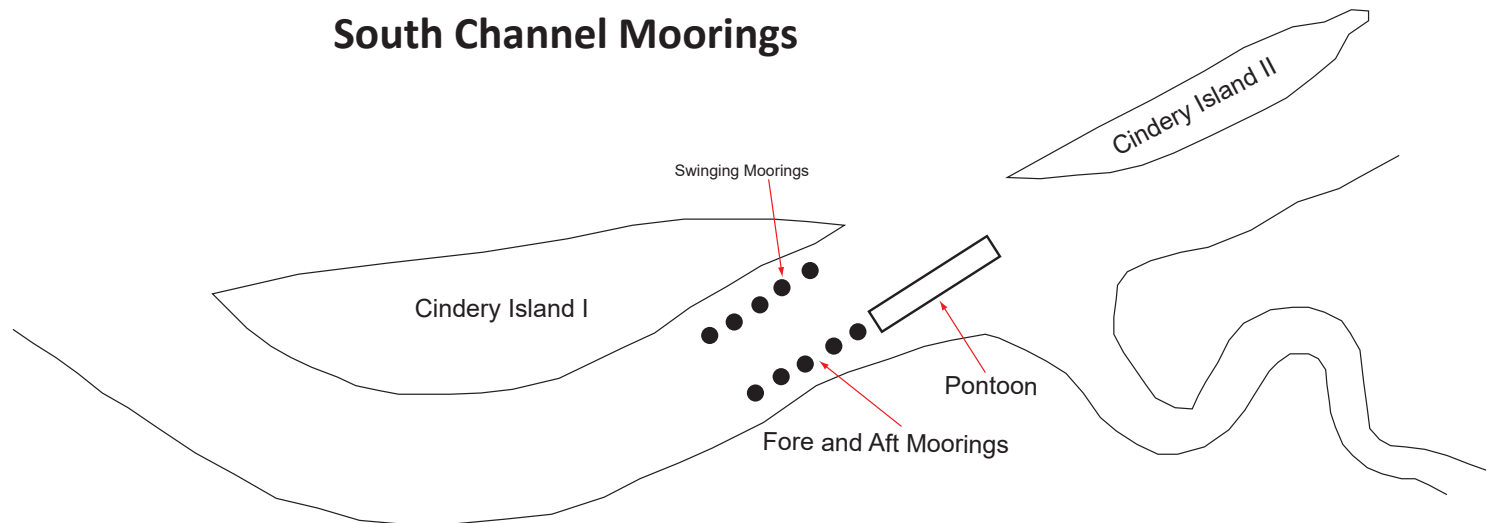 South Channel Moorings
Cindery Island II
Swinging Moorings
Cindery Island I
Pontoon
Fore and Aft Moorings